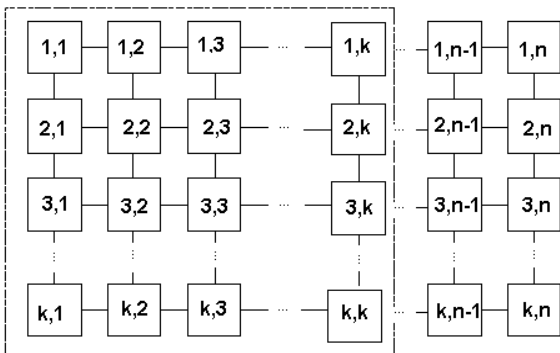 1,1 1,2 1,3 ... 1,k ... 1,n-1 1,n
2,1 2,2 2,3 ... 2,k ... 2,n-1 2,n
3,1 3,2 3,3 ... 3,k ... 3,n-1 3,n
k,1 k,2 k,3 ... k,k ... k,n-1 k,n